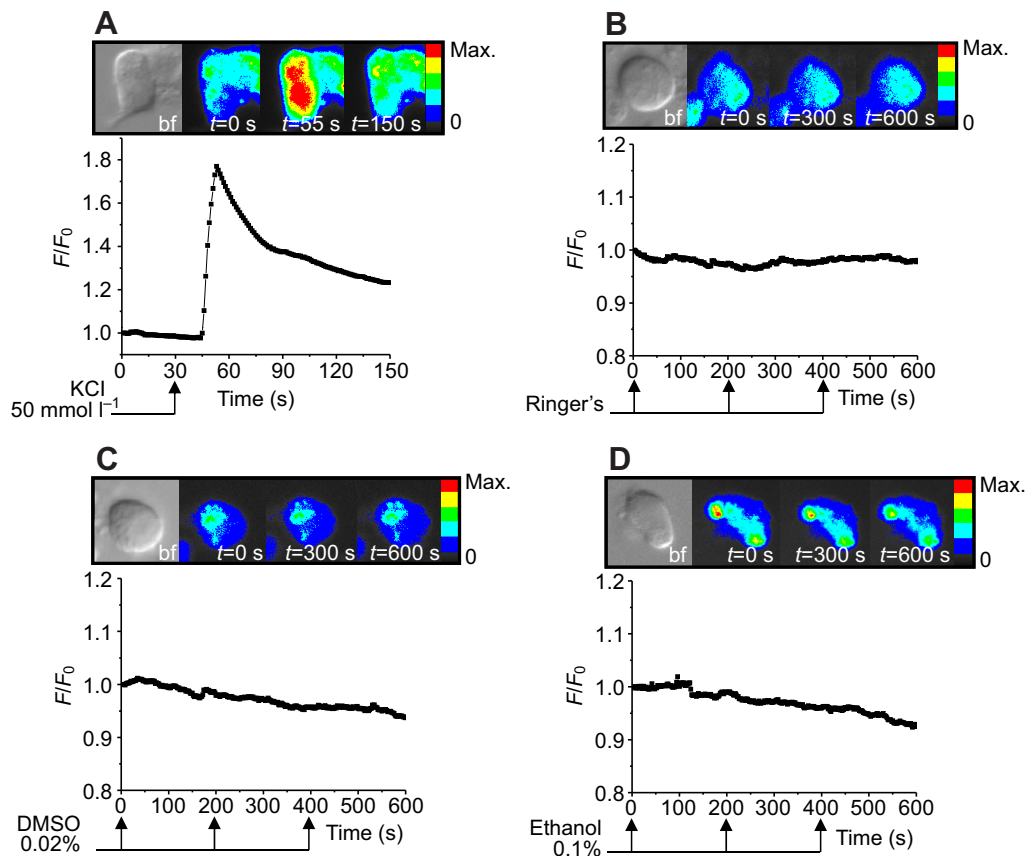 A
Max.
0
bf
t=0 s
t=55 s
t=150 s
F/F0
1.8
1.6
1.4
1.2
1.0
0
30
60
90
120
150
Time (s)
KCl
50 mmol l−1
B
Max.
0
bf
t=0 s
t=300 s
t=600 s
F/F0
1.2
1.1
1.0
0.9
0.8
0
100
200
300
400
500
600
Time (s)
Ringer’s
C
Max.
0
bf
t=0 s
t=300 s
t=600 s
F/F0
1.2
1.1
1.0
0.9
0.8
0
100
200
300
400
500
600
Time (s)
DMSO
0.02%
D
Max.
0
bf
t=0 s
t=300 s
t=600 s
F/F0
1.2
1.1
1.0
0.9
0.8
0
100
200
300
400
500
600
Time (s)
Ethanol
0.1%